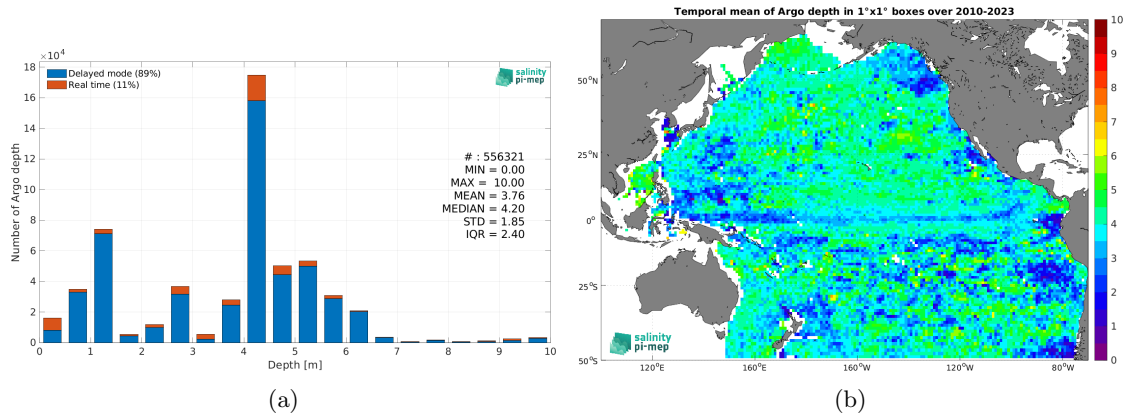 ×10⁴
18
16
14
12
10
8
6
4
2
0
Number of Argo depth
Delayed mode (89%)
Real time (11%)
salinity
pi-mep
# : 556321
MIN = 0.00
MAX = 10.00
MEAN = 3.76
MEDIAN = 4.20
STD = 1.85
IQR = 2.40
0 1 2 3 4 5 6 7 8 9 10
Depth [m]
(a)
Temporal mean of Argo depth in 1°x1° boxes over 2010-2023
50°N
25°N
0°
25°S
50°S
120°E 160°E 160°W 120°W 80°W
salinity
pi-mep
10
9
8
7
6
5
4
3
2
1
0
(b)